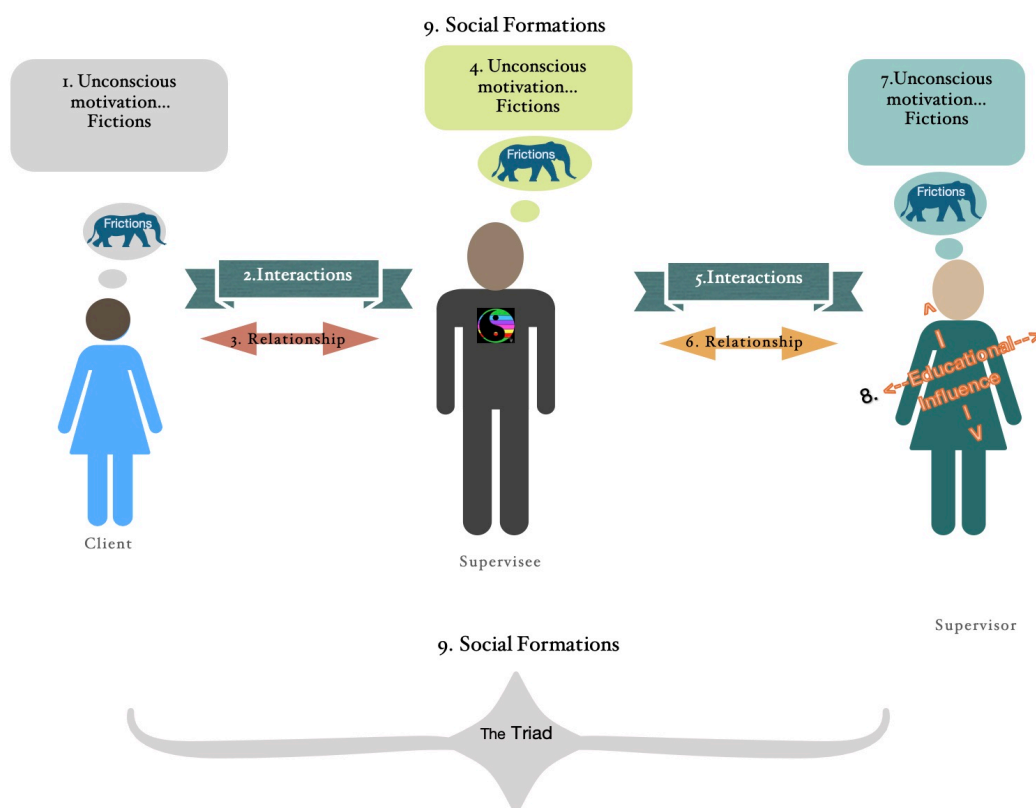 9. Social Formations
1. Unconscious
motivation...
Fictions
4. Unconscious
motivation...
Fictions
7.Unconscious
motivation...
Fictions
Frictions
Frictions
Frictions
2.Interactions
5.Interactions
3. Relationship
6. Relationship
8.
<--Educational-->
Influence
Client
Supervisee
Supervisor
9. Social Formations
The Triad